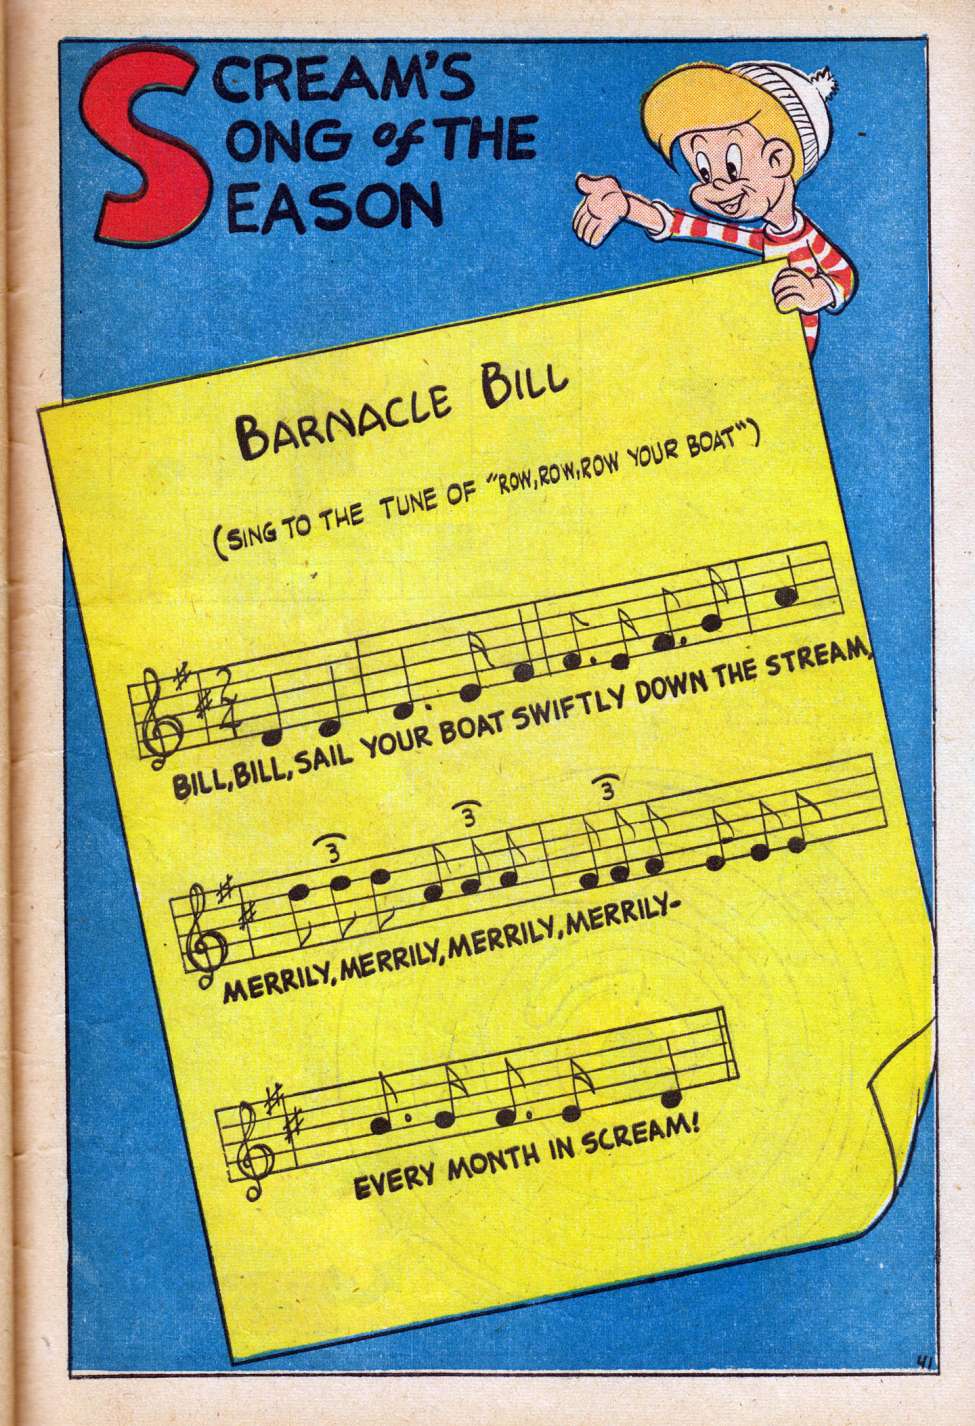 SCREAM'S
SONG OF THE
SEASON
BARNACLE BILL
(SING TO THE TUNE OF "ROW, ROW, ROW YOUR BOAT")
2
4
BILL, BILL, SAIL YOUR BOAT SWIFTLY DOWN THE STREAM,
3 3 3
MERRILY, MERRILY, MERRILY, MERRILY-
EVERY MONTH IN SCREAM!
41